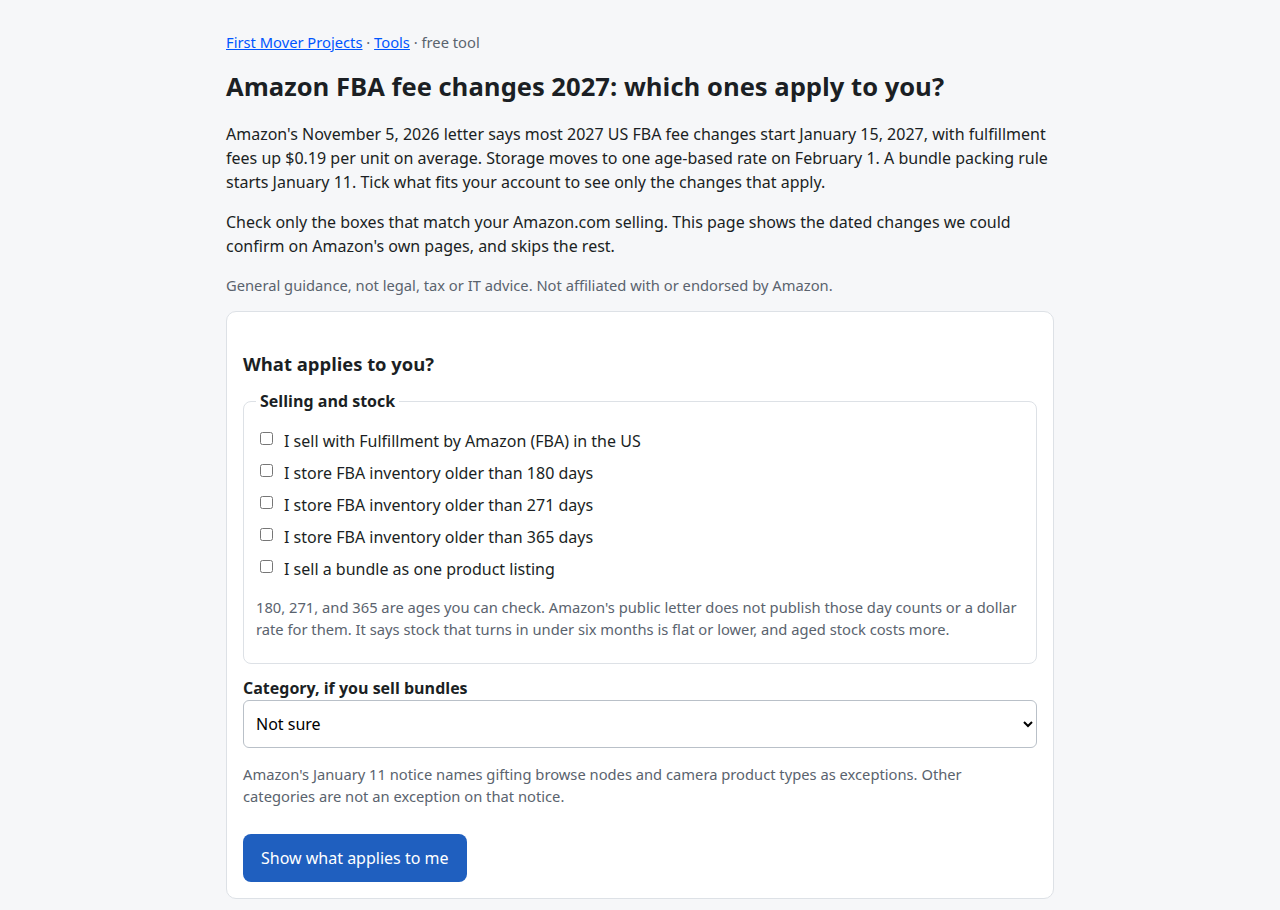 First Mover Projects · Tools · free tool
Amazon FBA fee changes 2027: which ones apply to you?
Amazon's November 5, 2026 letter says most 2027 US FBA fee changes start January 15, 2027, with fulfillment
fees up $0.19 per unit on average. Storage moves to one age-based rate on February 1. A bundle packing rule
starts January 11. Tick what fits your account to see only the changes that apply.
Check only the boxes that match your Amazon.com selling. This page shows the dated changes we could
confirm on Amazon's own pages, and skips the rest.
General guidance, not legal, tax or IT advice. Not affiliated with or endorsed by Amazon.
What applies to you?
Selling and stock
I sell with Fulfillment by Amazon (FBA) in the US
I store FBA inventory older than 180 days
I store FBA inventory older than 271 days
I store FBA inventory older than 365 days
I sell a bundle as one product listing
180, 271, and 365 are ages you can check. Amazon's public letter does not publish those day counts or a dollar
rate for them. It says stock that turns in under six months is flat or lower, and aged stock costs more.
Category, if you sell bundles
Not sure
Amazon's January 11 notice names gifting browse nodes and camera product types as exceptions. Other
categories are not an exception on that notice.
Show what applies to me